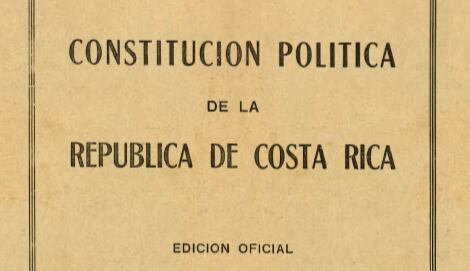 CONSTITUCION POLITICA
DE LA
REPUBLICA DE COSTA RICA
EDICION OFICIAL